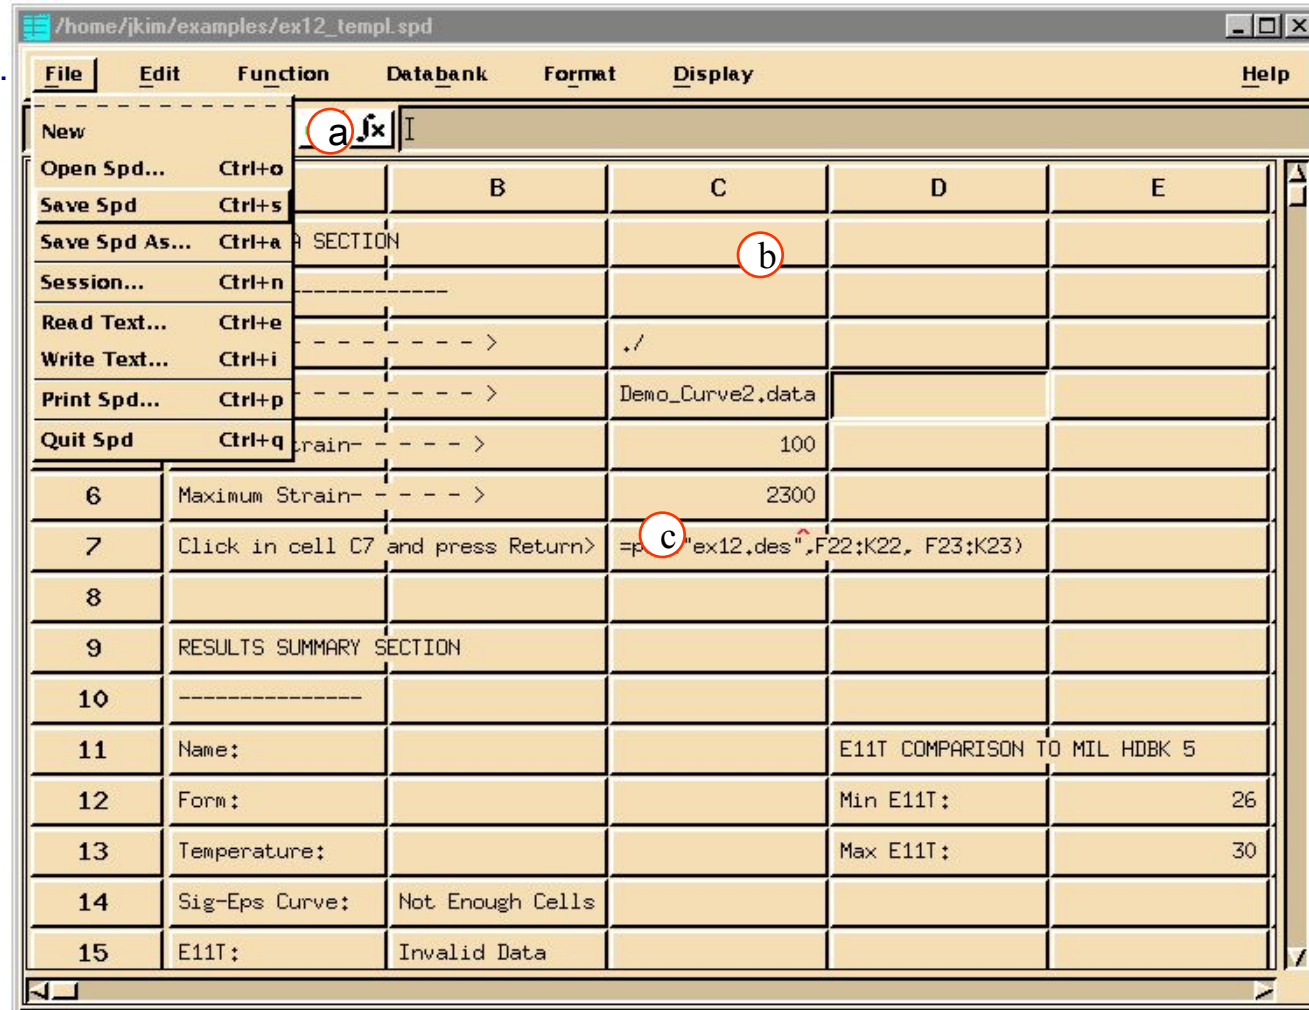 /home/jkim/examples/ex12_templ.spd
File Edit Function Databank Format Display Help
New
a fx
Open Spd... Ctrl+o
B C D E
Save Spd Ctrl+s
Save Spd As... Ctrl+a A SECTION
b
Session... Ctrl+n ---------------
Read Text... Ctrl+e
- - - - - - - - - > ./
Write Text... Ctrl+i
Print Spd... Ctrl+p - - - - - - - - - > Demo_Curve2.data
Quit Spd Ctrl+q train- - - - - > 100
6 Maximum Strain- - - - - > 2300
7 Click in cell C7 and press Return> c "ex12.des",F22:K22, F23:K23)
8
9 RESULTS SUMMARY SECTION
10 ---------------
11 Name: E11T COMPARISON TO MIL HDBK 5
12 Form: Min E11T: 26
13 Temperature: Max E11T: 30
14 Sig-Eps Curve: Not Enough Cells
15 E11T: Invalid Data